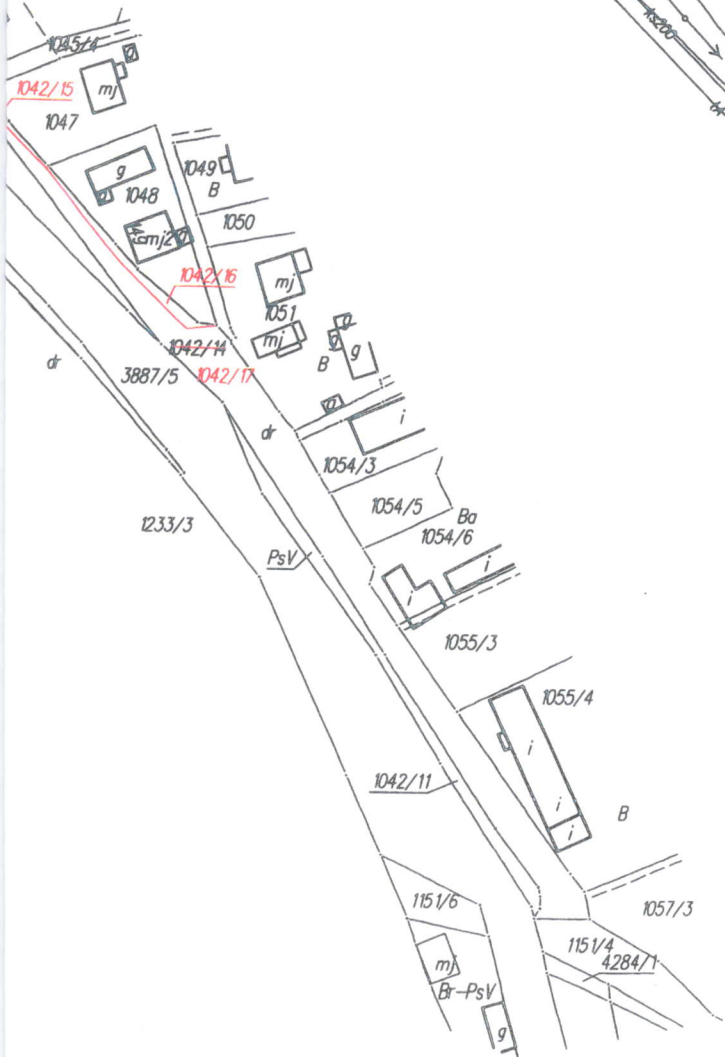 1045/4
g
1042/15
mj
1047
g
1049
g
1048
B
1050
mj2
g
1042/16
mj
1051
g
mj
g
g
1042/14
B
dr
3887/5
1042/17
g
dr
i
1054/3
1054/5
Ba
1233/3
1054/6
PsV
i
i
1055/3
1055/4
i
1042/11
i
B
i
1151/6
1057/3
1151/4
mj
4284/1
Br-PsV
g